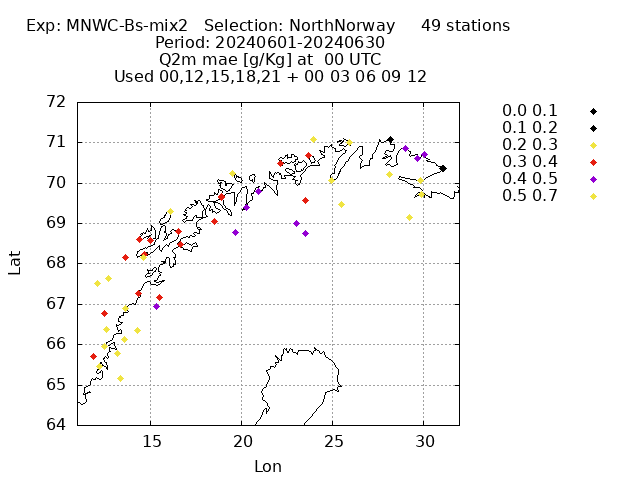 Exp: MNWC-Bs-mix2   Selection: NorthNorway     49 stations
Period: 20240601-20240630
Q2m mae [g/Kg] at  00 UTC
Used 00,12,15,18,21 + 00 03 06 09 12
0.0 0.1
0.1 0.2
0.2 0.3
0.3 0.4
0.4 0.5
0.5 0.7
72
71
70
69
68
67
66
65
64
Lat
15 20 25 30
Lon